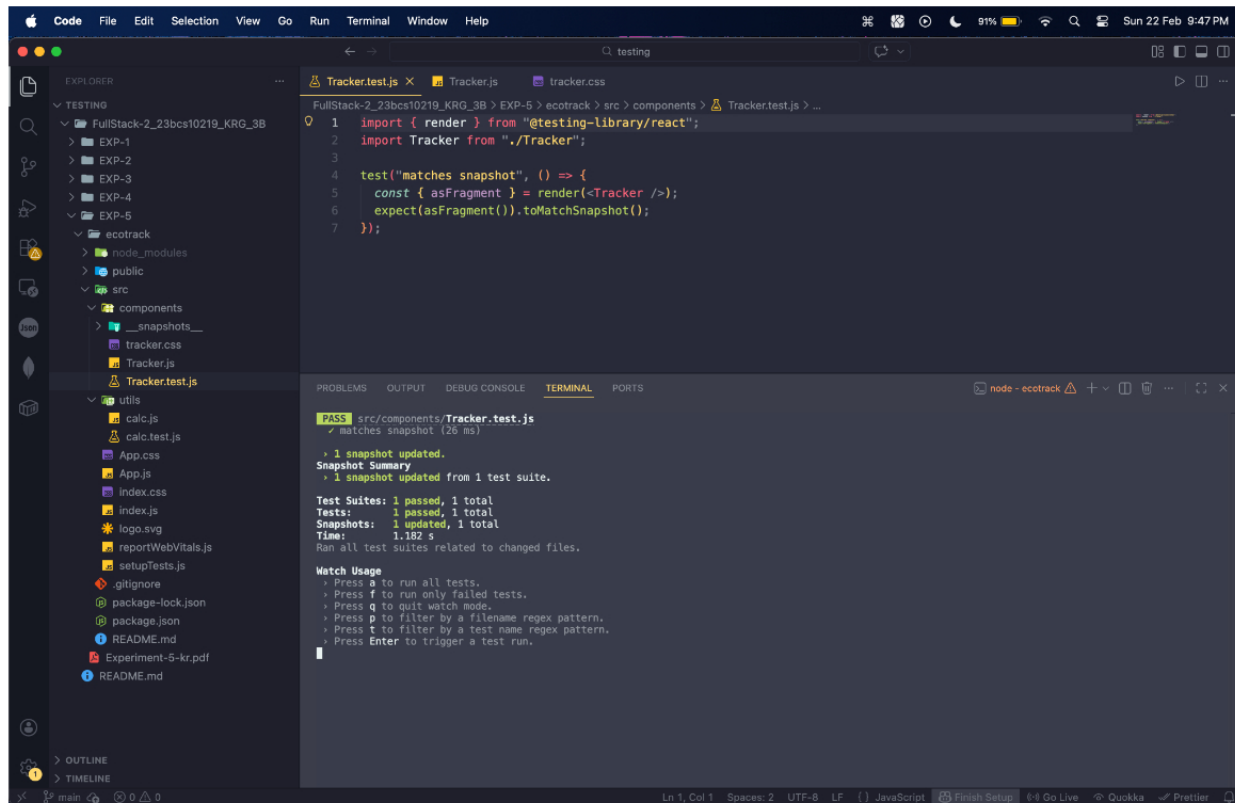 Code File Edit Selection View Go Run Terminal Window Help 91% Sun 22 Feb 9:47 PM
testing
EXPLORER
TESTING
FullStack-2_23bcs10219_KRG_3B
EXP-1
EXP-2
EXP-3
EXP-4
EXP-5
ecotrack
node_modules
public
src
components
__snapshots__
tracker.css
Tracker.js
Tracker.test.js
utils
calc.js
calc.test.js
App.css
App.js
index.css
index.js
logo.svg
reportWebVitals.js
setupTests.js
.gitignore
package-lock.json
package.json
README.md
Experiment-5-kr.pdf
README.md
OUTLINE
TIMELINE
Json
1
Tracker.test.js Tracker.js tracker.css
FullStack-2_23bcs10219_KRG_3B > EXP-5 > ecotrack > src > components > Tracker.test.js > ...
1 import { render } from "@testing-library/react";
2 import Tracker from "./Tracker";
3
4 test("matches snapshot", () => {
5 const { asFragment } = render(<Tracker />);
6 expect(asFragment()).toMatchSnapshot();
7 });
PROBLEMS OUTPUT DEBUG CONSOLE TERMINAL PORTS node - ecotrack
PASS src/components/Tracker.test.js
✓ matches snapshot (26 ms)
› 1 snapshot updated.
Snapshot Summary
› 1 snapshot updated from 1 test suite.
Test Suites: 1 passed, 1 total
Tests: 1 passed, 1 total
Snapshots: 1 updated, 1 total
Time: 1.182 s
Ran all test suites related to changed files.
Watch Usage
› Press a to run all tests.
› Press f to run only failed tests.
› Press q to quit watch mode.
› Press p to filter by a filename regex pattern.
› Press t to filter by a test name regex pattern.
› Press Enter to trigger a test run.
main 0 0 Ln 1, Col 1 Spaces: 2 UTF-8 LF { } JavaScript Finish Setup Go Live Quokka Prettier